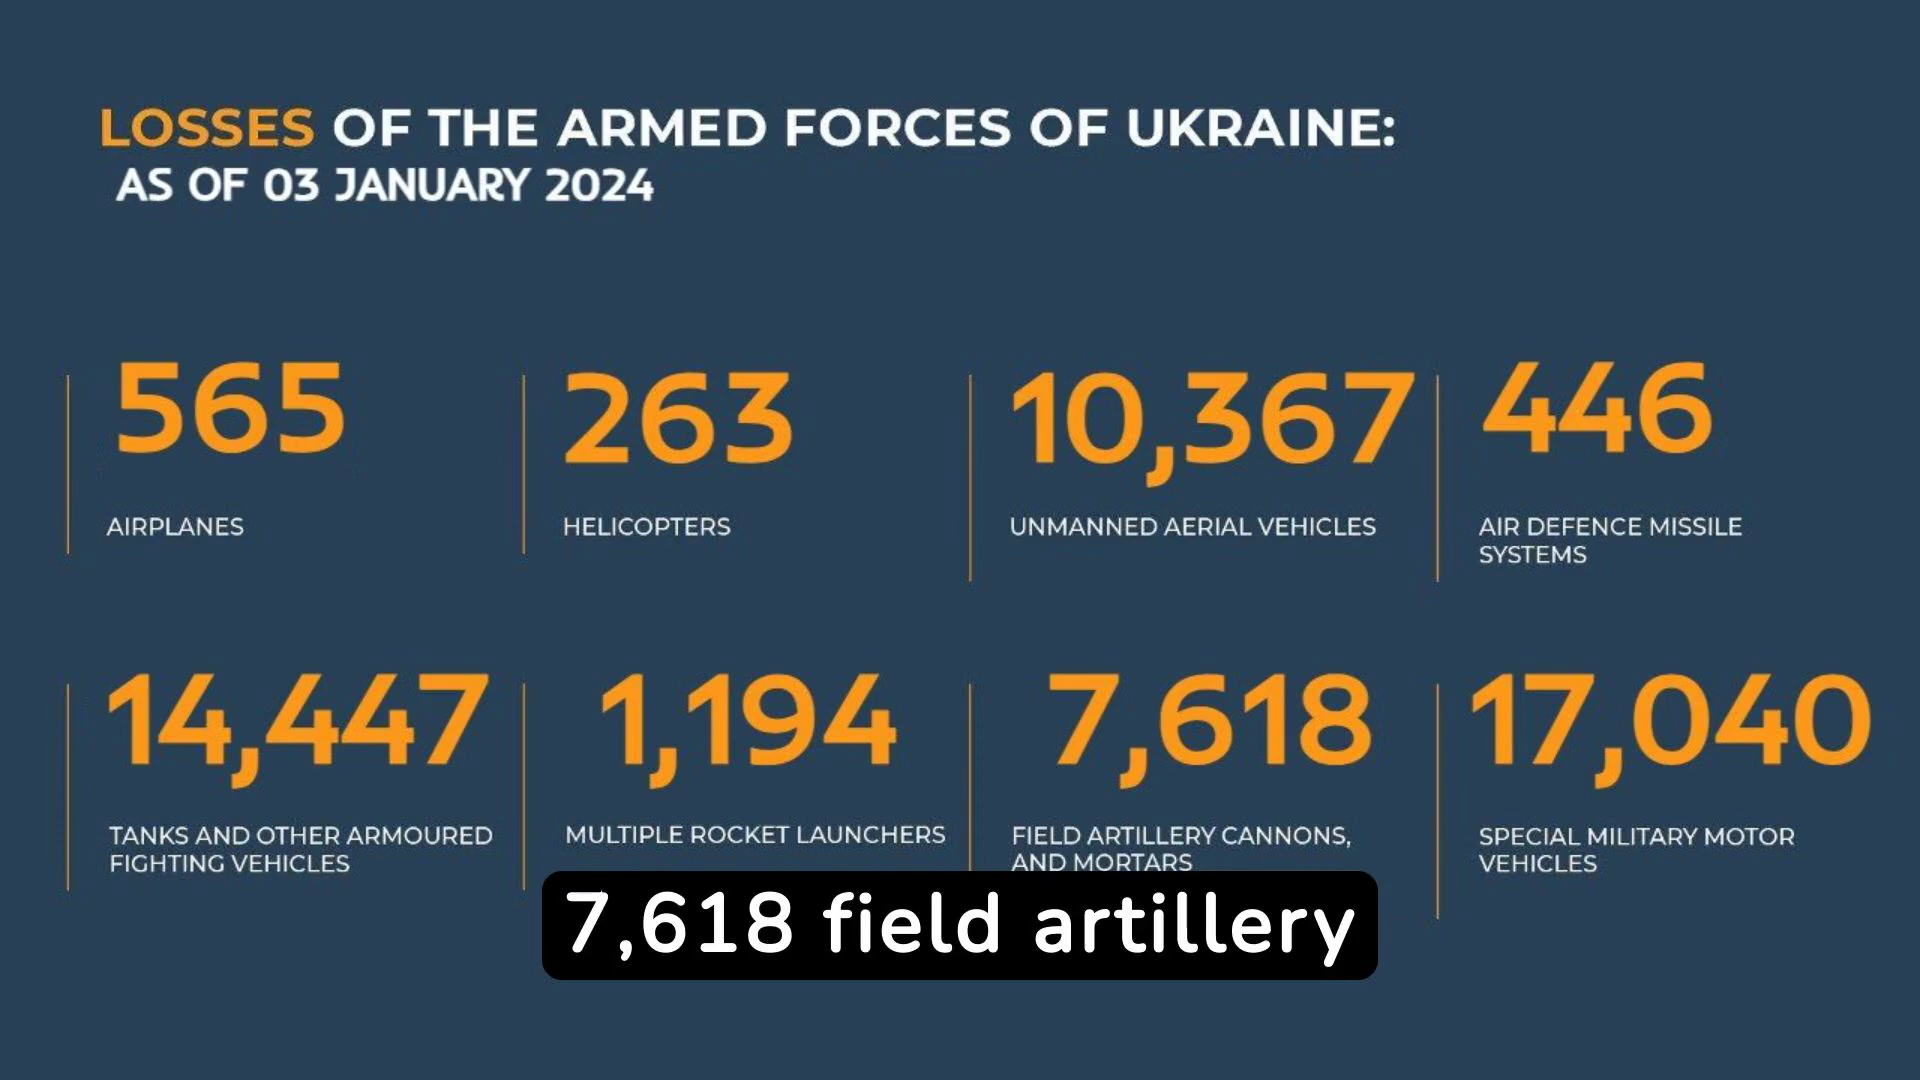 LOSSES OF THE ARMED FORCES OF UKRAINE:
AS OF 03 JANUARY 2024
565
AIRPLANES
263
HELICOPTERS
10,367
UNMANNED AERIAL VEHICLES
446
AIR DEFENCE MISSILE
SYSTEMS
14,447
TANKS AND OTHER ARMOURED
FIGHTING VEHICLES
1,194
MULTIPLE ROCKET LAUNCHERS
7,618
FIELD ARTILLERY CANNONS,
AND MORTARS
17,040
SPECIAL MILITARY MOTOR
VEHICLES
7,618 field artillery